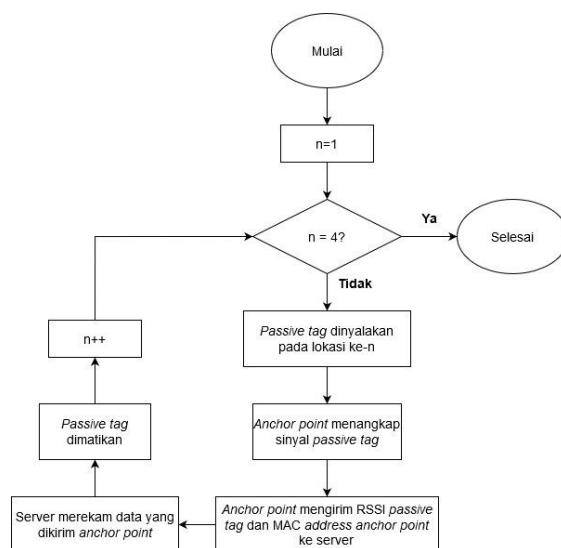 Mulai
n=1
n = 4?
Ya
Selesai
Tidak
Passive tag dinyalakan
pada lokasi ke-n
Anchor point menangkap
sinyal passive tag
Anchor point mengirim RSSI passive
tag dan MAC address anchor point
ke server
Server merekam data yang
dikirim anchor point
Passive tag
dimatikan
n++